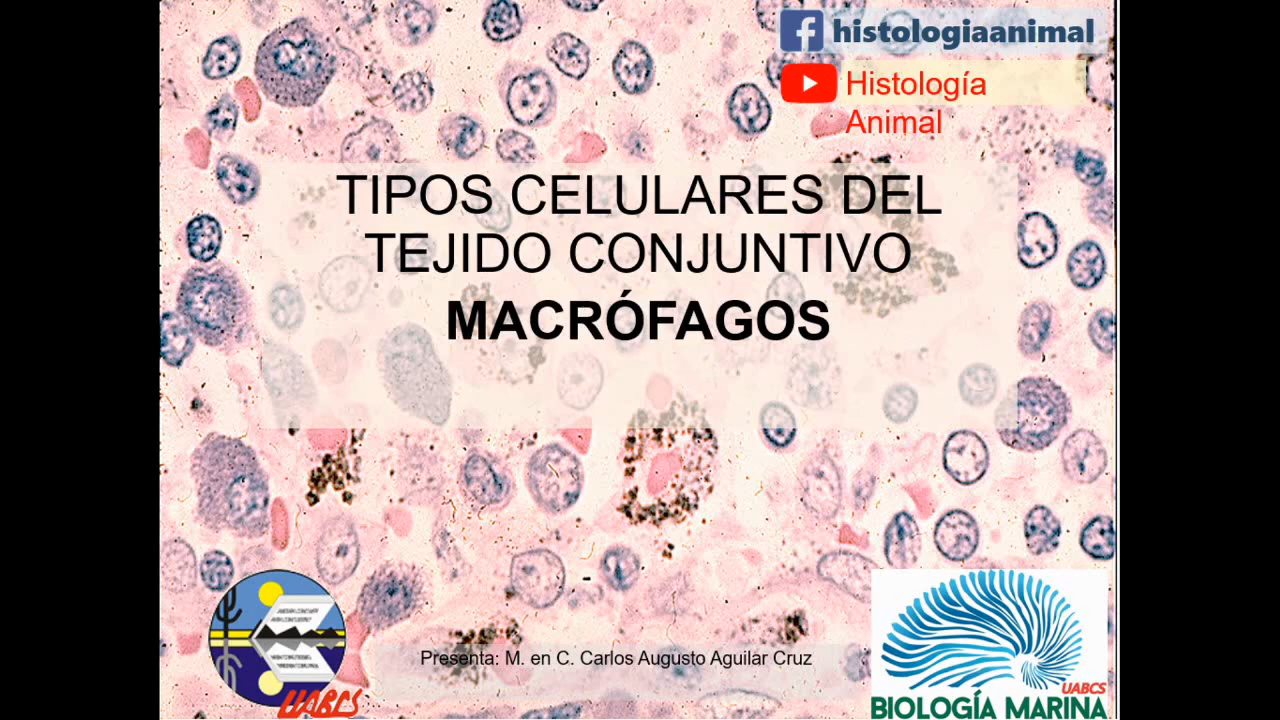 histologiaanimal
Histología
Animal
TIPOS CELULARES DEL
TEJIDO CONJUNTIVO
MACRÓFAGOS
Presenta: M. en C. Carlos Augusto Aguilar Cruz
UABCS
UABCS
BIOLOGÍA MARINA